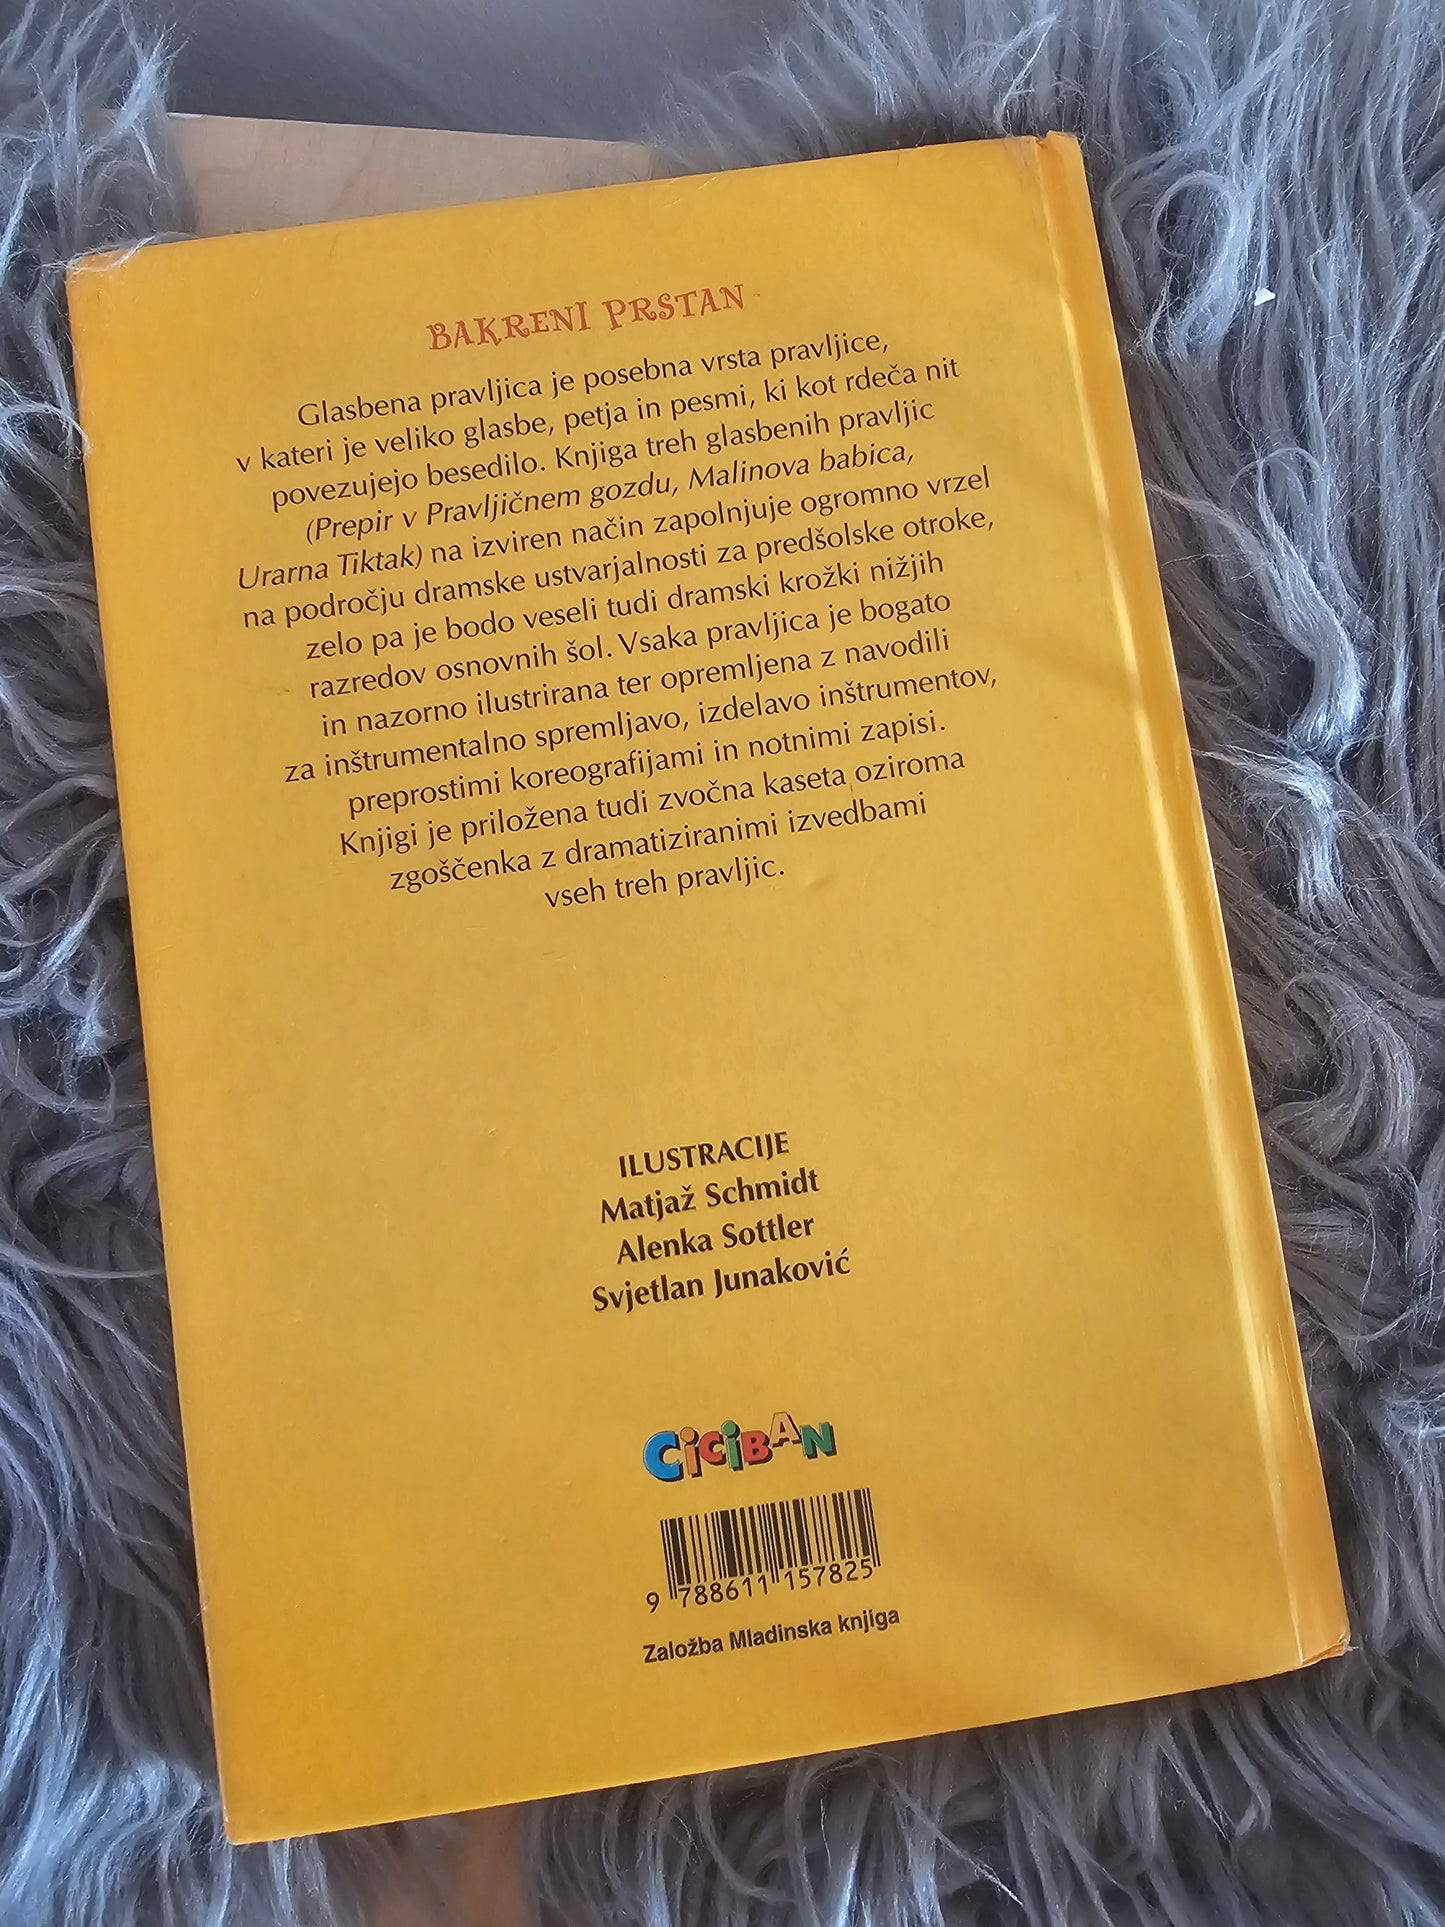 BAKRENI PRSTAN
Glasbena pravljica je posebna vrsta pravljice,
v kateri je veliko glasbe, petja in pesmi, ki kot rdeča nit
povezujejo besedilo. Knjiga treh glasbenih pravljic
(Prepir v Pravljičnem gozdu, Malinova babica,
Urarna Tiktak) na izviren način zapolnjuje ogromno vrzel
na področju dramske ustvarjalnosti za predšolske otroke,
zelo pa je bodo veseli tudi dramski krožki nižjih
razredov osnovnih šol. Vsaka pravljica je bogato
in nazorno ilustrirana ter opremljena z navodili
za inštrumentalno spremljavo, izdelavo inštrumentov,
preprostimi koreografijami in notnimi zapisi.
Knjigi je priložena tudi zvočna kaseta oziroma
zgoščenka z dramatiziranimi izvedbami
vseh treh pravljic.
ILUSTRACIJE
Matjaž Schmidt
Alenka Sottler
Svjetlan Junaković
CICIBAN
9 788611 157825
Založba Mladinska knjiga